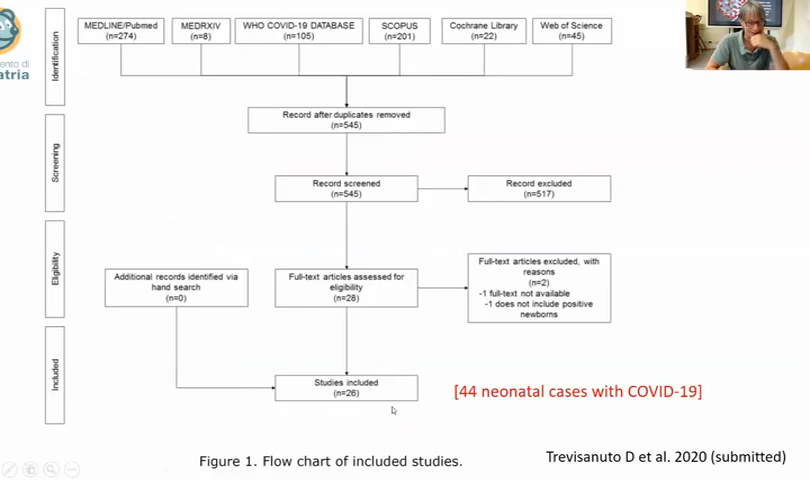 MEDLINE/Pubmed
(n=274)
MEDRXIV
(n=8)
WHO COVID-19 DATABASE
(n=105)
SCOPUS
(n=201)
Cochrane Library
(n=22)
Web of Science
(n=45)
ento di
atria
Identification
Record after duplicates removed
(n=545)
Screening
Record screened
(n=545)
Record excluded
(n=517)
Eligibility
Additional records identified via
hand search
(n=0)
Full-text articles assessed for
eligibility
(n=28)
Full-text articles excluded, with
reasons
(n=2)
-1 full-text not available
-1 does not include positive
newborns
Included
Studies included
(n=26)
[44 neonatal cases with COVID-19]
Figure 1. Flow chart of included studies.
Trevisanuto D et al. 2020 (submitted)